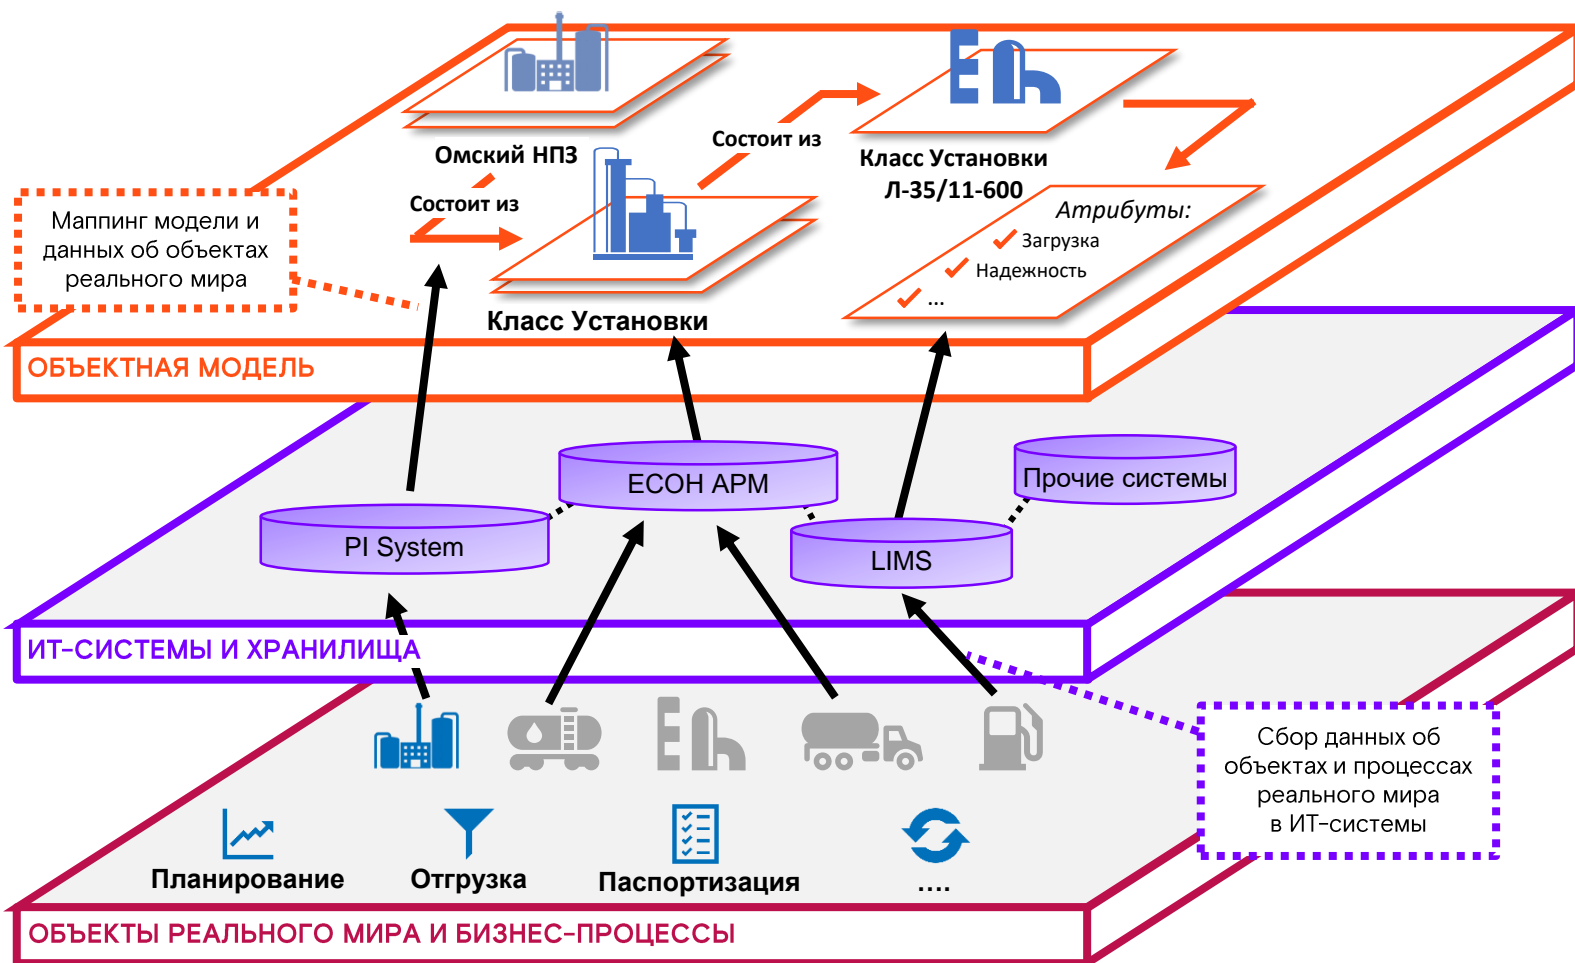 Омский НПЗ
Состоит из
Состоит из
Класс Установки
Л-35/11-600
Атрибуты:
Загрузка
Надежность
...
Маппинг модели и
данных об объектах
реального мира
Класс Установки
ОБЪЕКТНАЯ МОДЕЛЬ
PI System
ЕСОН АРМ
LIMS
Прочие системы
ИТ-СИСТЕМЫ И ХРАНИЛИЩА
Сбор данных об
объектах и процессах
реального мира
в ИТ-системы
Планирование
Отгрузка
Паспортизация
....
ОБЪЕКТЫ РЕАЛЬНОГО МИРА И БИЗНЕС-ПРОЦЕССЫ